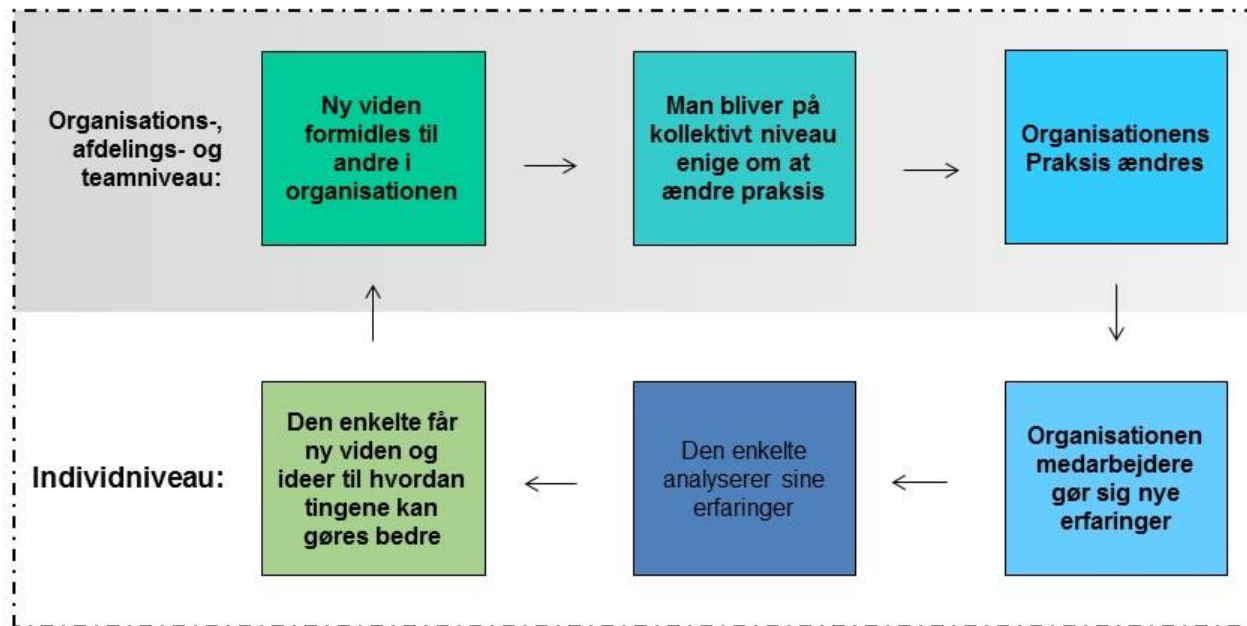 Organisations-,
afdelings- og
teamniveau:
Ny viden
formidles til
andre i
organisationen
Man bliver på
kollektivt niveau
enige om at
ændre praksis
Organisationens
Praksis ændres
Individniveau:
Den enkelte får
ny viden og
ideer til hvordan
tingene kan
gøres bedre
Den enkelte
analyserer sine
erfaringer
Organisationen
medarbejdere
gør sig nye
erfaringer